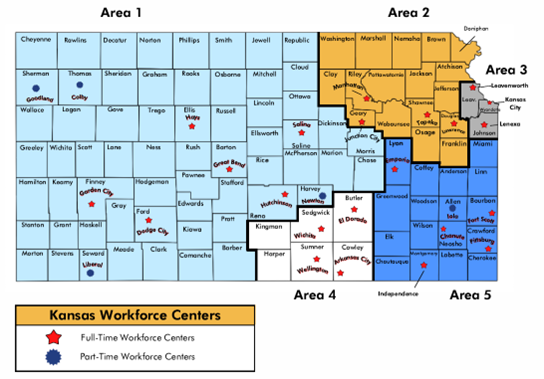 Area 1
Area 2
Doniphan
Cheyenne Rawlins Decatur Norton Phillips Smith Jewell Republic Washington Marshall Nemaha Brown
Area 3
Sherman Thomas Sheridan Graham Rooks Osborne Mitchell Cloud Clay Riley Pottawatomie Jackson Atchison
Goodland Colby Manhattan Jefferson Leavenworth
Ottawa Shawnee Leav. Kansas City
Wallace Logan Gove Trego Ellis Russell Lincoln Geary Topeka Lawrence
Hays Salina Dickinson Junction City Wabaunsee Johnson Lenexa
Ellsworth Saline Morris Osage
Greeley Wichita Scott Lane Ness Rush Barton Rice McPherson Marion Chase Lyon Franklin Miami
Great Bend Emporia Coffey Anderson Linn
Pawnee Stafford
Hamilton Kearny Finney Hodgeman Hutchinson Harvey Butler Greenwood Woodson Allen Bourbon
Garden City Newton Iola
Gray Ford Edwards Reno Sedgwick El Dorado Fort Scott
Stanton Grant Haskell Dodge City Kiowa Pratt Kingman Wichita Elk Wilson Chanute Crawford
Neosho Pittsburg
Morton Stevens Seward Meade Clark Comanche Barber Harper Sumner Cowley Chautauqua Montgomery Labette Cherokee
Liberal Wellington Arkansas City
Independence
Area 4
Area 5
Kansas Workforce Centers
Full-Time Workforce Centers
Part-Time Workforce Centers